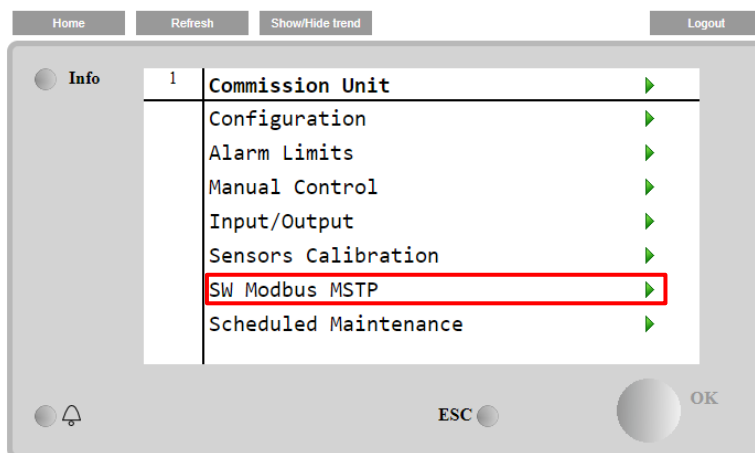 Home Refresh Show/Hide trend Logout
Info
1 Commission Unit
Configuration
Alarm Limits
Manual Control
Input/Output
Sensors Calibration
SW Modbus MSTP
Scheduled Maintenance
ESC OK